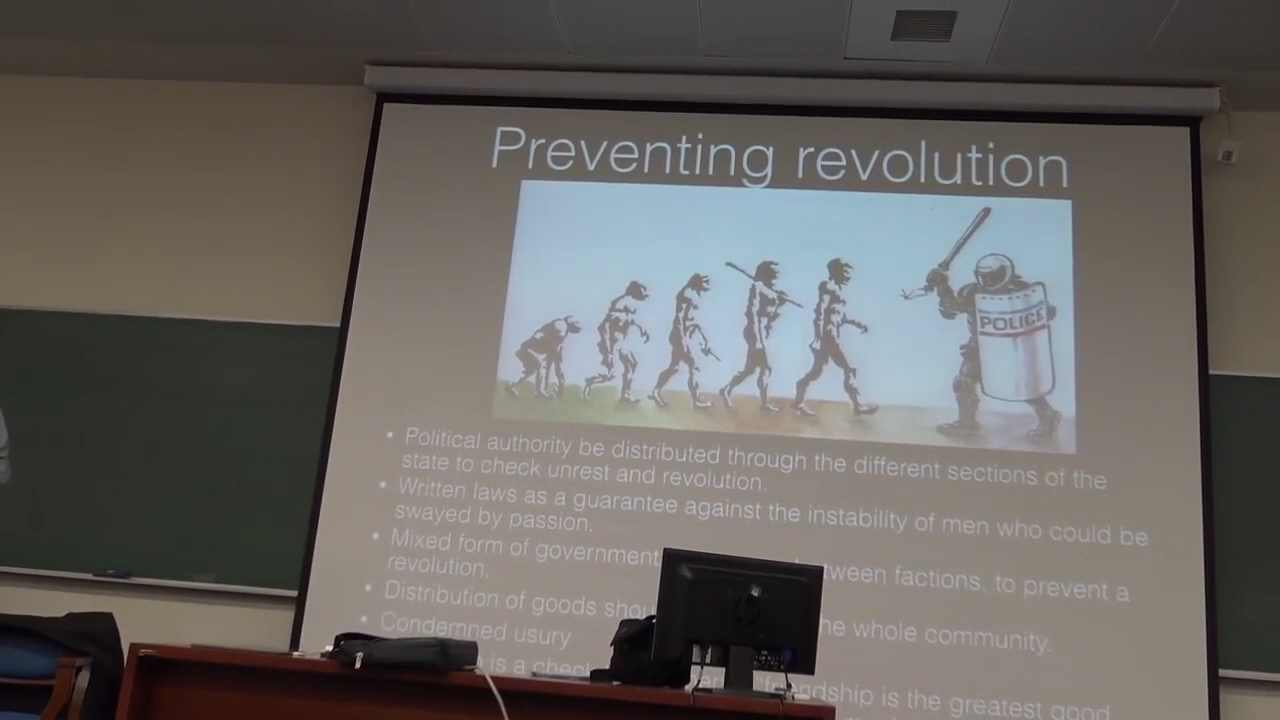 Preventing revolution
POLICE
• Political authority be distributed through the different sections of the
state to check unrest and revolution.
• Written laws as a guarantee against the instability of men who could be
swayed by passion.
• Mixed form of government tween factions, to prevent a
revolution.
• Distribution of goods shou he whole community.
• Condemned usury
is a check "friendship is the greatest good